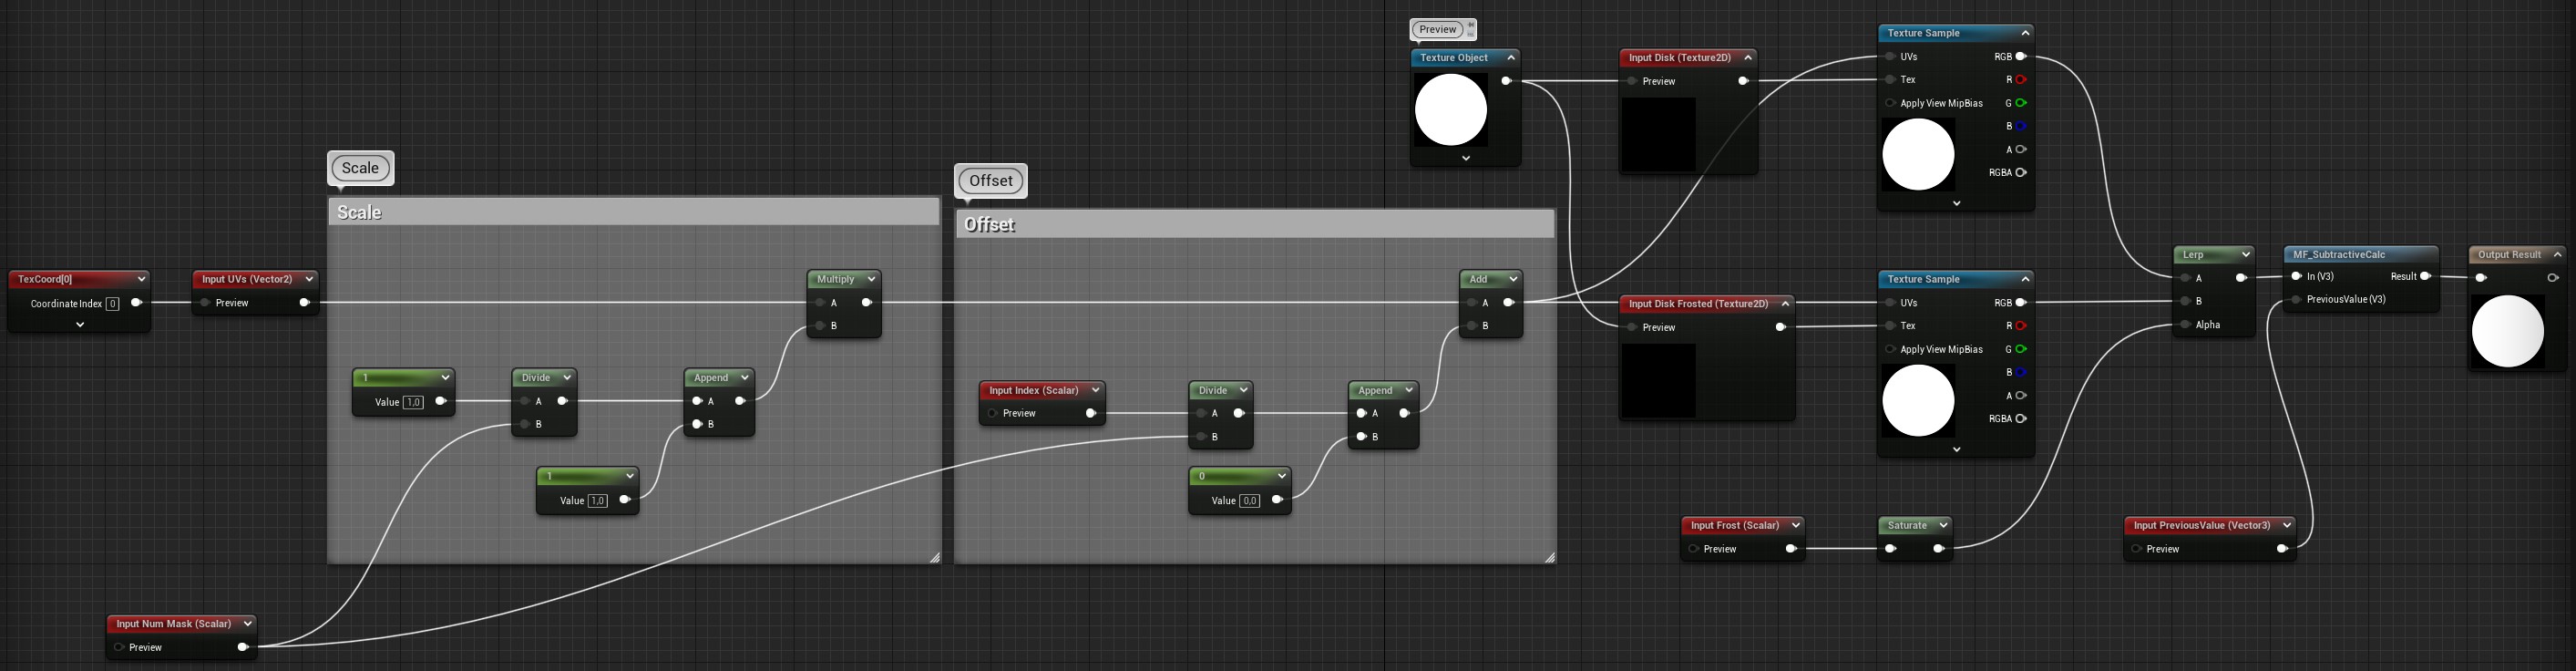 Preview
Texture Object
Input Disk (Texture2D)
Preview
Texture Sample
UVs
RGB
Tex
R
Apply View MipBias
G
B
A
RGBA
Scale
Scale
Offset
Offset
TexCoord[0]
Coordinate Index 0
Input UVs (Vector2)
Preview
Multiply
A
B
1
Value 1,0
Divide
A
B
Append
A
B
1
Value 1,0
Input Num Mask (Scalar)
Preview
Add
A
B
Input Index (Scalar)
Preview
Divide
A
B
Append
A
B
0
Value 0,0
Input Disk Frosted (Texture2D)
Preview
Texture Sample
UVs
RGB
Tex
R
Apply View MipBias
G
B
A
RGBA
Input Frost (Scalar)
Preview
Saturate
Lerp
A
B
Alpha
MF_SubtractiveCalc
In (V3)
Result
PreviousValue (V3)
Input PreviousValue (Vector3)
Preview
Output Result